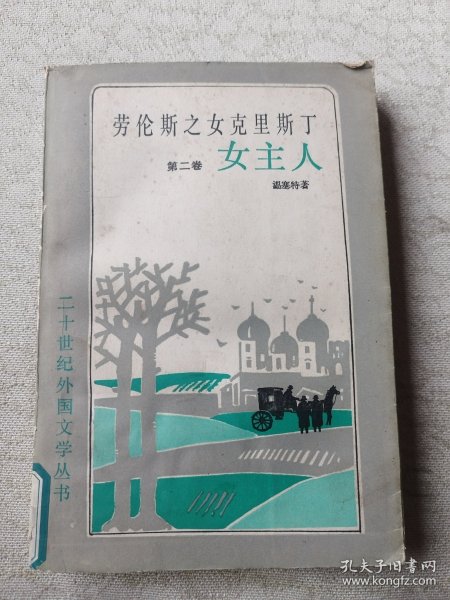 劳伦斯之女克里斯丁
第二卷 女主人
温塞特著
二十世纪外国文学丛书
孔夫子旧书网
www.kongfz.com